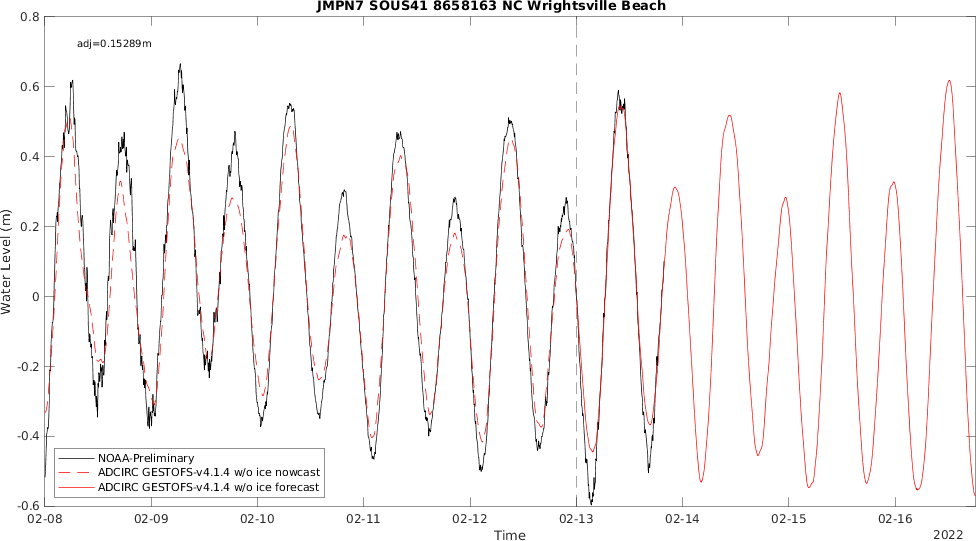 JMPN7 SOUS41 8658163 NC Wrightsville Beach
adj=0.15289m
0.8
0.6
0.4
0.2
0
-0.2
-0.4
-0.6
Water Level (m)
NOAA-Preliminary
ADCIRC GESTOFS-v4.1.4 w/o ice nowcast
ADCIRC GESTOFS-v4.1.4 w/o ice forecast
02-08 02-09 02-10 02-11 02-12 02-13 02-14 02-15 02-16
Time
2022